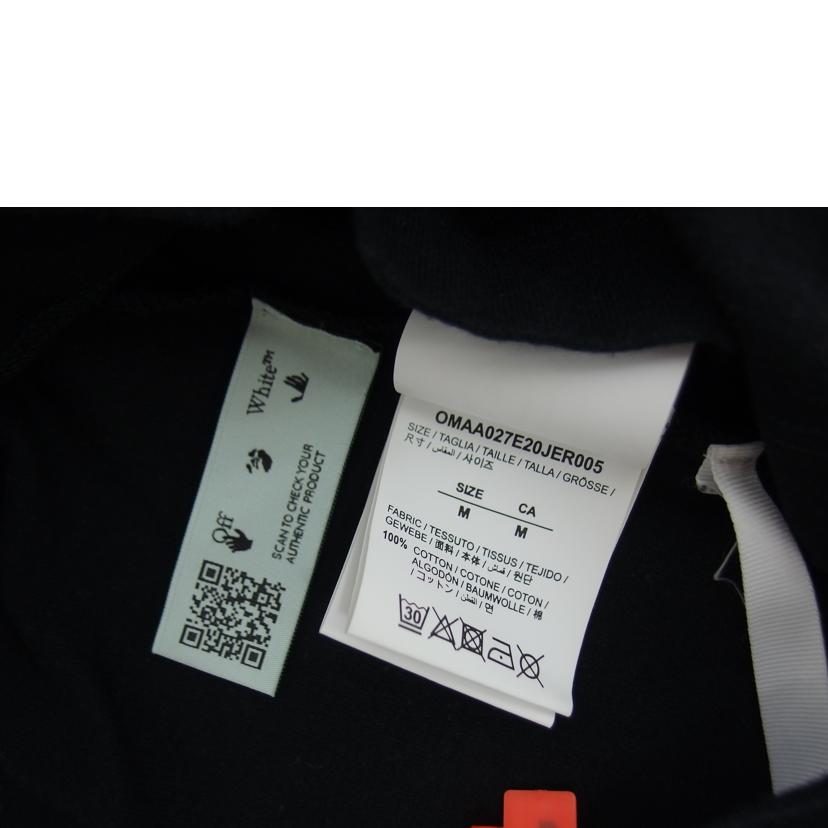 Off White™
SCAN TO CHECK YOUR
AUTHENTIC PRODUCT
OMAA027E20JER005
SIZE / TAGLIA / TAILLE / TALLA / GRÖSSE /
尺寸 / المقاس / 사이즈
SIZE CA
M M
FABRIC / TESSUTO / TISSUS / TEJIDO /
GEWEBE / 面料 / 本体 / قماش / 원단
100% COTTON / COTONE / COTON /
ALGODÓN / BAUMWOLLE / 棉
/ コットン / القطن / 면
30